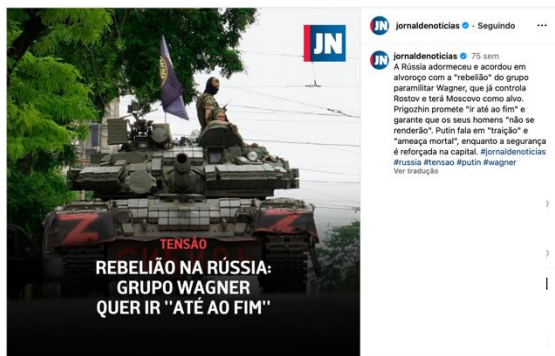 JN
TENSÃO
REBELIÃO NA RÚSSIA:
GRUPO WAGNER
QUER IR "ATÉ AO FIM"
JN jornaldenoticias • Seguindo
JN jornaldenoticias 75 sem
A Rússia adormeceu e acordou em
alvoroço com a "rebelião" do grupo
paramilitar Wagner, que já controla
Rostov e terá Moscovo como alvo.
Prigozhin promete "ir até ao fim" e
garante que os seus homens "não se
renderão". Putin fala em "traição" e
"ameaça mortal", enquanto a segurança
é reforçada na capital. #jornaldenoticias
#russia #tensao #putin #wagner
Ver tradução